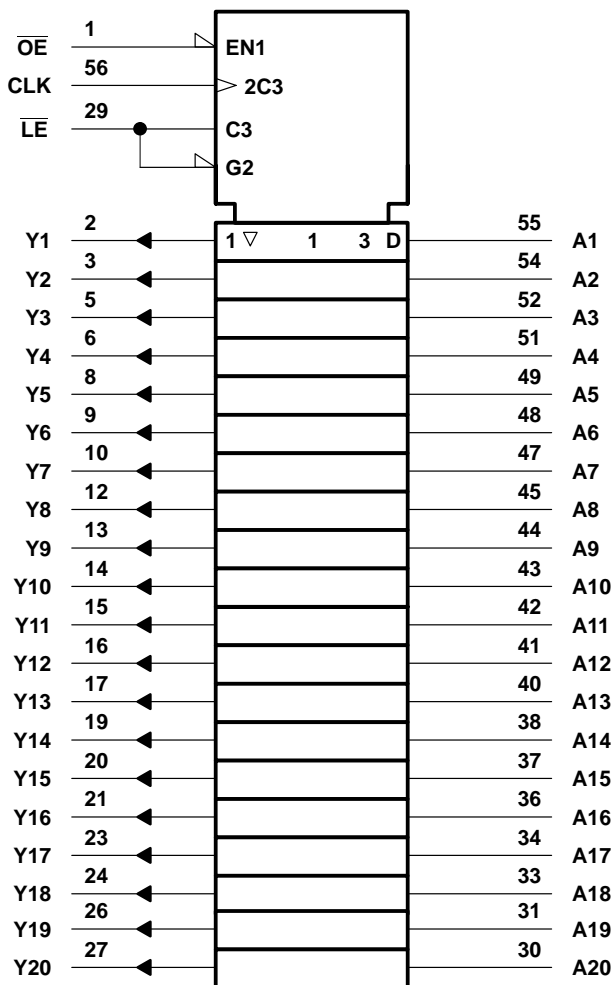 O̅E̅ 1 EN1
CLK 56 2C3
L̅E̅ 29 C3
G2
Y1 2 1 ▽ 1 3 D 55 A1
Y2 3 54 A2
Y3 5 52 A3
Y4 6 51 A4
Y5 8 49 A5
Y6 9 48 A6
Y7 10 47 A7
Y8 12 45 A8
Y9 13 44 A9
Y10 14 43 A10
Y11 15 42 A11
Y12 16 41 A12
Y13 17 40 A13
Y14 19 38 A14
Y15 20 37 A15
Y16 21 36 A16
Y17 23 34 A17
Y18 24 33 A18
Y19 26 31 A19
Y20 27 30 A20